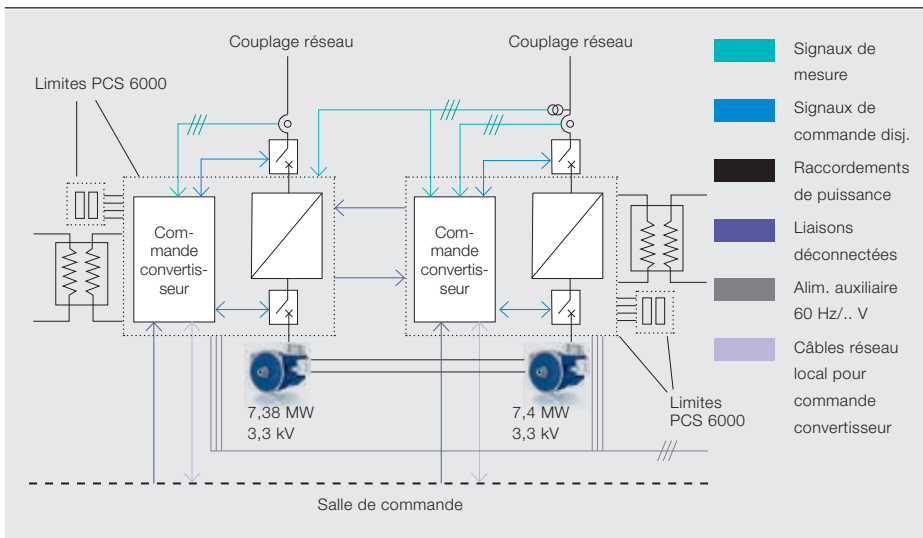 Couplage réseau
Couplage réseau
Limites PCS 6000
Com-
mande
convertis-
seur
Com-
mande
convertis-
seur
7,38 MW
3,3 kV
7,4 MW
3,3 kV
Limites
PCS 6000
Salle de commande
Signaux de
mesure
Signaux de
commande disj.
Raccordements
de puissance
Liaisons
déconnectées
Alim. auxiliaire
60 Hz/.. V
Câbles réseau
local pour
commande
convertisseur